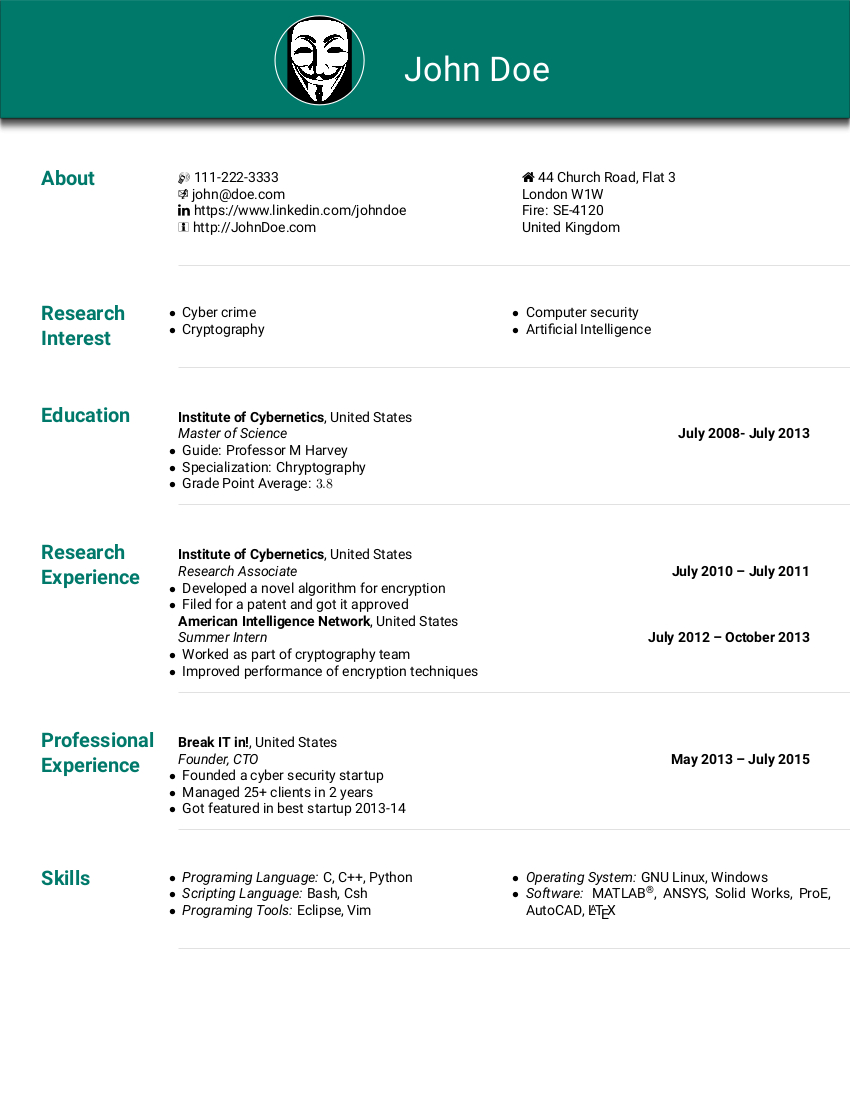 John Doe
About
111-222-3333
john@doe.com
https://www.linkedin.com/johndoe
http://JohnDoe.com
44 Church Road, Flat 3
London W1W
Fire: SE-4120
United Kingdom
Research
Interest
• Cyber crime
• Cryptography
• Computer security
• Artificial Intelligence
Education
Institute of Cybernetics, United States
Master of Science July 2008- July 2013
• Guide: Professor M Harvey
• Specialization: Chryptography
• Grade Point Average: 3.8
Research
Experience
Institute of Cybernetics, United States
Research Associate July 2010 – July 2011
• Developed a novel algorithm for encryption
• Filed for a patent and got it approved
American Intelligence Network, United States
Summer Intern July 2012 – October 2013
• Worked as part of cryptography team
• Improved performance of encryption techniques
Professional
Experience
Break IT in!, United States
Founder, CTO May 2013 – July 2015
• Founded a cyber security startup
• Managed 25+ clients in 2 years
• Got featured in best startup 2013-14
Skills
• Programing Language: C, C++, Python
• Scripting Language: Bash, Csh
• Programing Tools: Eclipse, Vim
• Operating System: GNU Linux, Windows
• Software: MATLAB®, ANSYS, Solid Works, ProE,
AutoCAD, LATEX